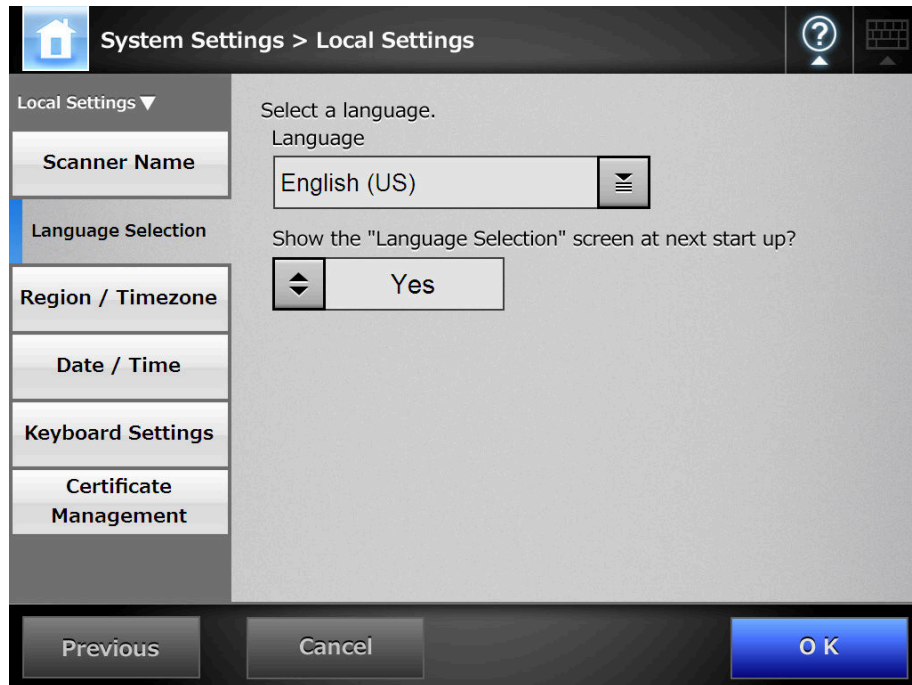 System Settings > Local Settings
Local Settings ▼
Scanner Name
Language Selection
Region / Timezone
Date / Time
Keyboard Settings
Certificate
Management
Select a language.
Language
English (US)
Show the "Language Selection" screen at next start up?
Yes
Previous
Cancel
OK